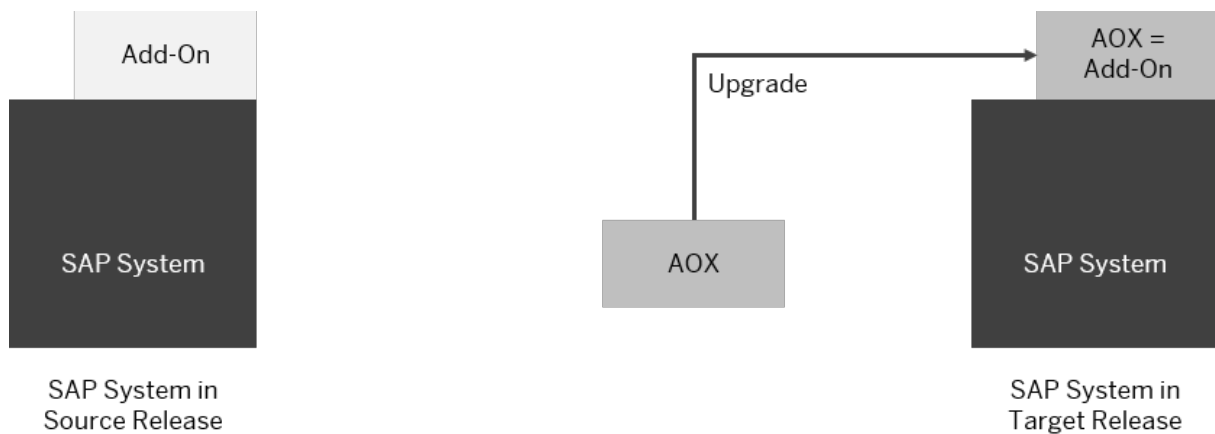 Add-On
SAP System
SAP System in
Source Release
Upgrade
AOX
AOX =
Add-On
SAP System
SAP System in
Target Release